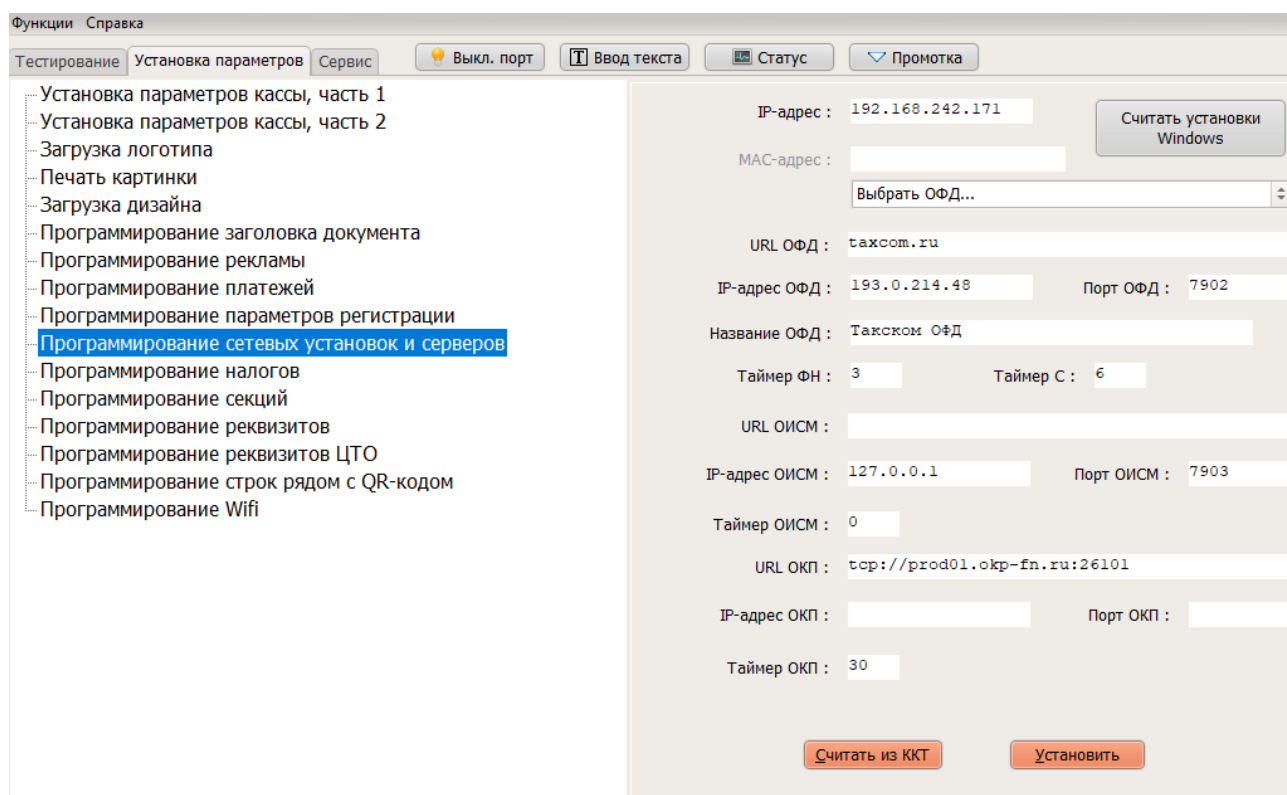 Функции Справка
Тестирование Установка параметров Сервис Выкл. порт T Ввод текста Статус Промотка
Установка параметров кассы, часть 1
Установка параметров кассы, часть 2
Загрузка логотипа
Печать картинки
Загрузка дизайна
Программирование заголовка документа
Программирование рекламы
Программирование платежей
Программирование параметров регистрации
Программирование сетевых установок и серверов
Программирование налогов
Программирование секций
Программирование реквизитов
Программирование реквизитов ЦТО
Программирование строк рядом с QR-кодом
Программирование Wifi
IP-адрес : 192.168.242.171
Считать установки
Windows
MAC-адрес :
Выбрать ОФД...
URL ОФД : taxcom.ru
IP-адрес ОФД : 193.0.214.48 Порт ОФД : 7902
Название ОФД : Такском ОФД
Таймер ФН : 3 Таймер С : 6
URL ОИСМ :
IP-адрес ОИСМ : 127.0.0.1 Порт ОИСМ : 7903
Таймер ОИСМ : 0
URL ОКП : tcp://prod01.okp-fn.ru:26101
IP-адрес ОКП : Порт ОКП :
Таймер ОКП : 30
Считать из ККТ Установить